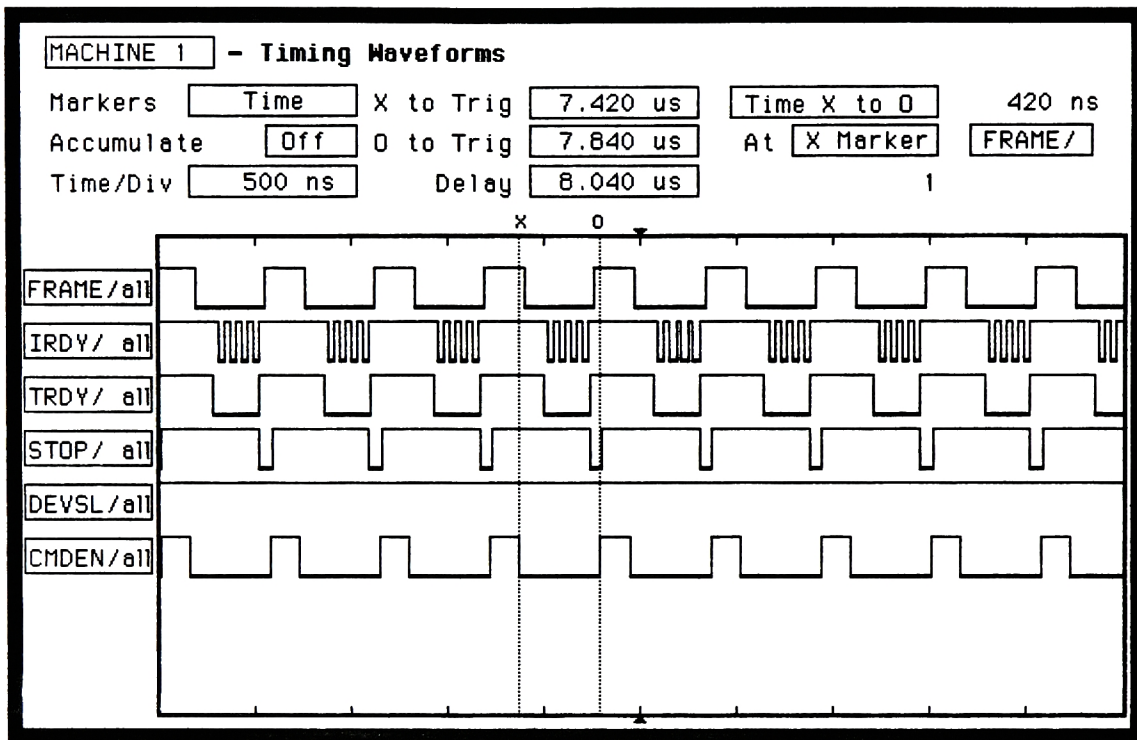 MACHINE 1 - Timing Waveforms
Markers Time X to Trig 7.420 us Time X to O 420 ns
Accumulate Off O to Trig 7.840 us At X Marker FRAME/
Time/Div 500 ns Delay 8.040 us 1
X O
FRAME/all
IRDY/ all
TRDY/ all
STOP/ all
DEVSL/all
CMDEN/all